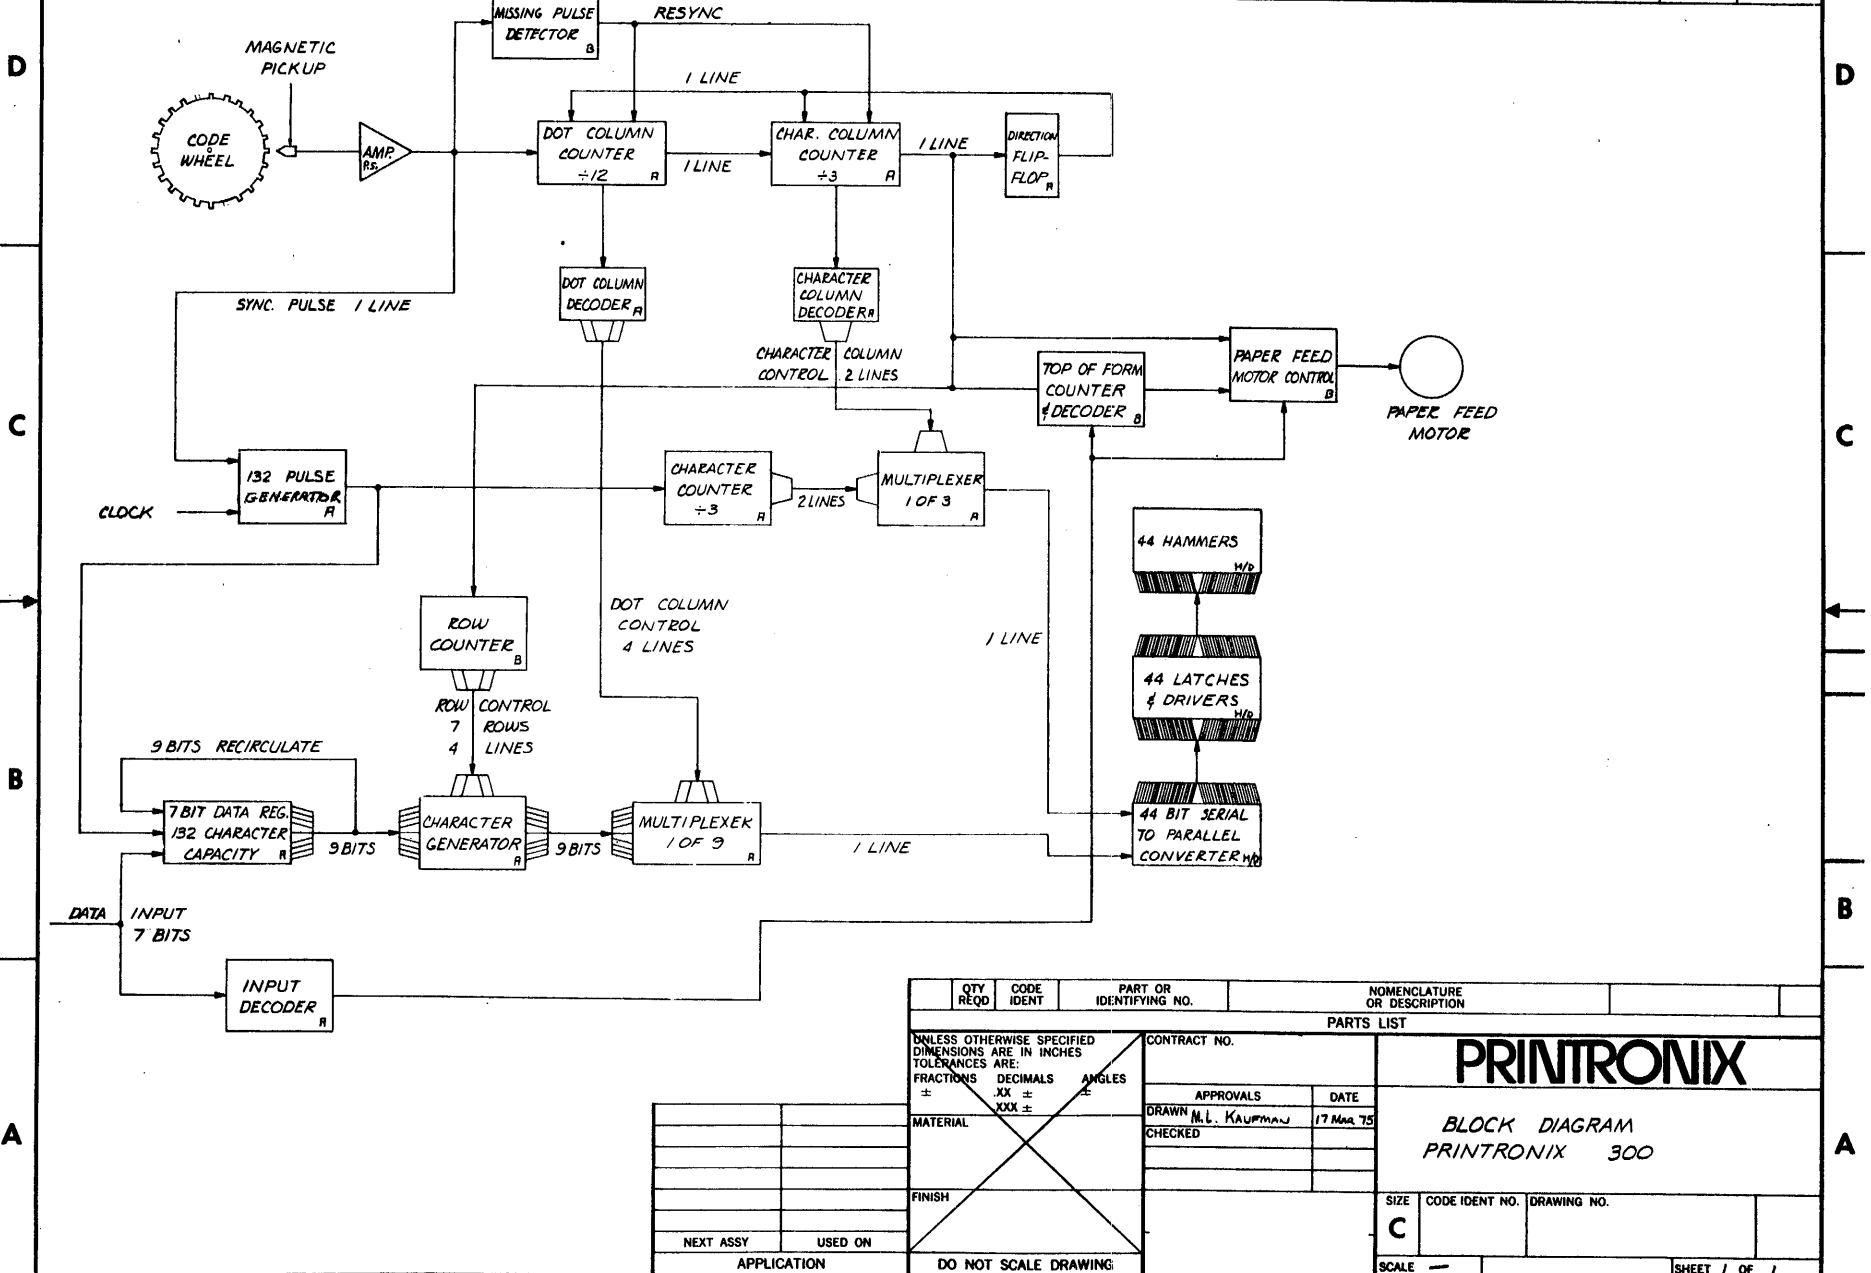 MISSING PULSE
DETECTOR
B
RESYNC
D
D
MAGNETIC
PICKUP
1 LINE
CODE
WHEEL
AMP.
P.S.
DOT COLUMN
COUNTER
÷12
A
1 LINE
CHAR. COLUMN
COUNTER
÷3
A
1 LINE
DIRECTION
FLIP-
FLOP
A
DOT COLUMN
DECODER
A
CHARACTER
COLUMN
DECODER
A
SYNC. PULSE 1 LINE
CHARACTER COLUMN
CONTROL 2 LINES
TOP OF FORM
COUNTER
& DECODER
B
PAPER FEED
MOTOR CONTROL
B
PAPER FEED
MOTOR
C
C
132 PULSE
GENERATOR
A
CLOCK
CHARACTER
COUNTER
÷3
A
2 LINES
MULTIPLEXER
1 OF 3
A
44 HAMMERS
H/D
ROW
COUNTER
B
DOT COLUMN
CONTROL
4 LINES
1 LINE
44 LATCHES
& DRIVERS
H/D
ROW CONTROL
7 ROWS
4 LINES
9 BITS RECIRCULATE
B
B
7 BIT DATA REG.
132 CHARACTER
CAPACITY
A
9 BITS
CHARACTER
GENERATOR
A
9 BITS
MULTIPLEXER
1 OF 9
A
1 LINE
44 BIT SERIAL
TO PARALLEL
CONVERTER
H/D
DATA INPUT
7 BITS
INPUT
DECODER
A
QTY
REQD
CODE
IDENT
PART OR
IDENTIFYING NO.
NOMENCLATURE
OR DESCRIPTION
PARTS LIST
UNLESS OTHERWISE SPECIFIED
DIMENSIONS ARE IN INCHES
TOLERANCES ARE:
FRACTIONS DECIMALS ANGLES
± .XX ± ±
.XXX ±
MATERIAL
FINISH
DO NOT SCALE DRAWING
CONTRACT NO.
APPROVALS DATE
DRAWN M.L. KAUFMAN 17 MAR 75
CHECKED
PRINTRONIX
BLOCK DIAGRAM
PRINTRONIX 300
SIZE
C
CODE IDENT NO.
DRAWING NO.
SCALE —
SHEET 1 OF 1
A
A
NEXT ASSY USED ON
APPLICATION